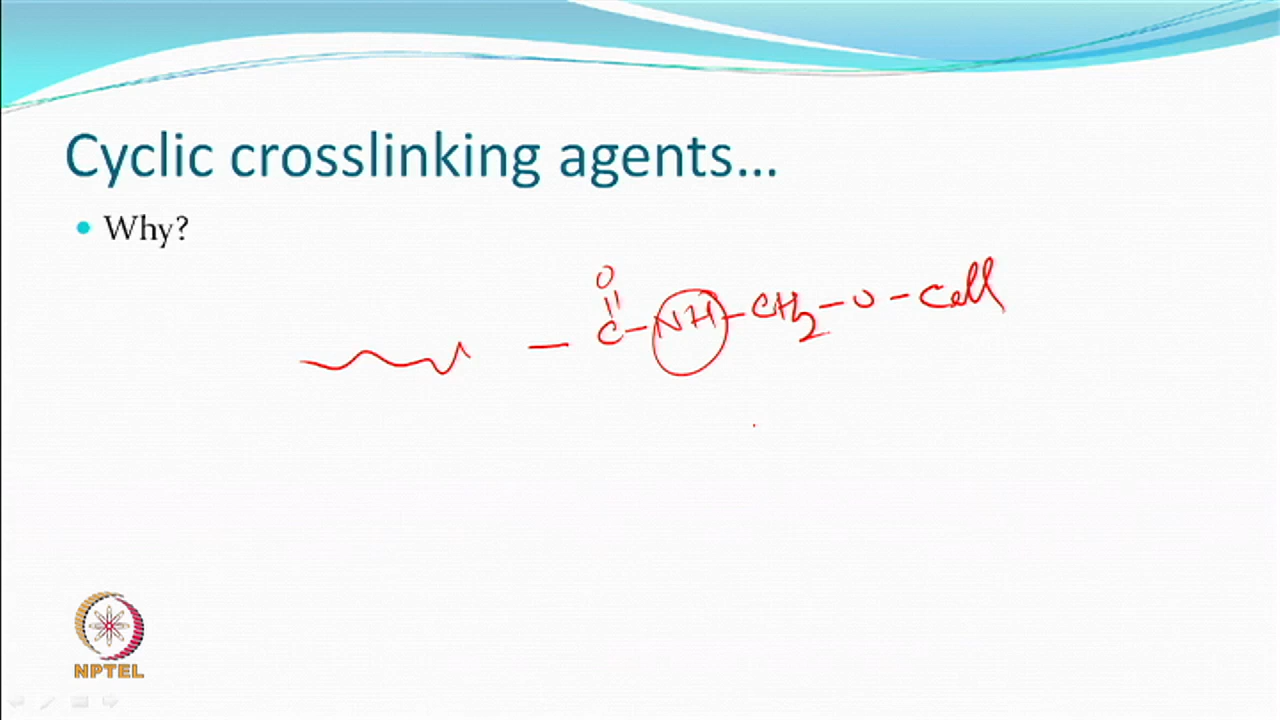 Cyclic crosslinking agents...
• Why?
O
||
— C – NH – CH2 – O – Cell
NPTEL